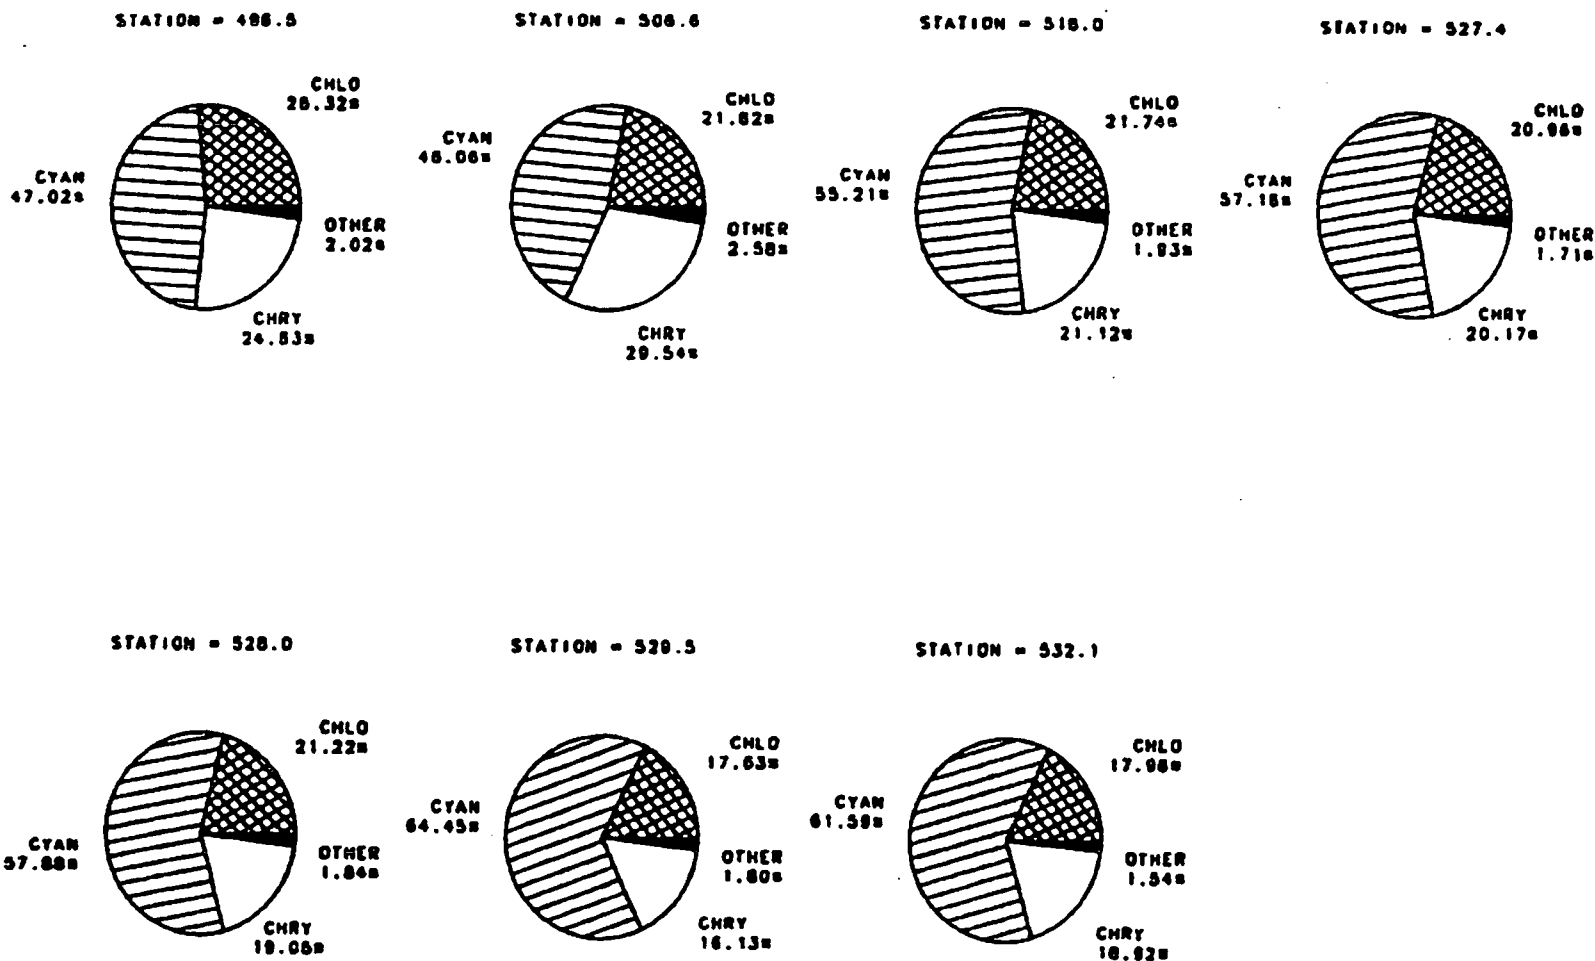 STATION = 496.5
STATION = 506.6
STATION = 518.0
STATION = 527.4
CHLO
26.32%
CYAN
47.02%
OTHER
2.02%
CHRY
24.63%
CHLO
21.82%
CYAN
46.06%
OTHER
2.58%
CHRY
29.54%
CHLO
21.74%
CYAN
55.21%
OTHER
1.93%
CHRY
21.12%
CHLO
20.96%
CYAN
57.16%
OTHER
1.71%
CHRY
20.17%
STATION = 528.0
STATION = 529.5
STATION = 532.1
CHLO
21.22%
CYAN
57.88%
OTHER
1.84%
CHRY
19.06%
CHLO
17.63%
CYAN
64.45%
OTHER
1.80%
CHRY
16.13%
CHLO
17.96%
CYAN
61.59%
OTHER
1.54%
CHRY
18.92%